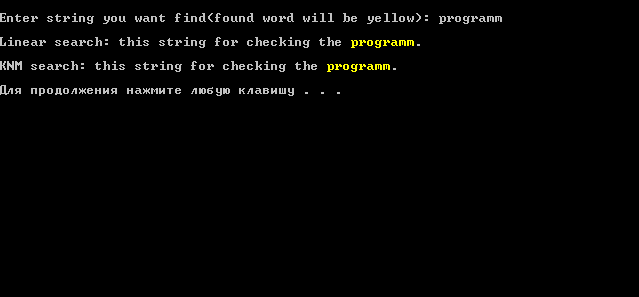 Enter string you want find(found word will be yellow): programm
Linear search: this string for checking the programm.
KNM search: this string for checking the programm.
Для продолжения нажмите любую клавишу . . .